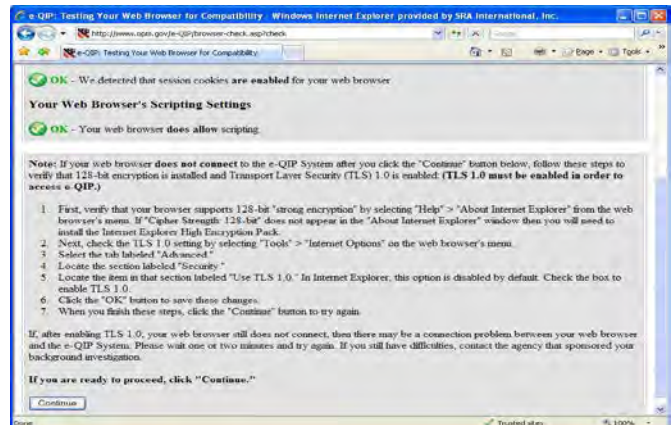 e-QIP: Testing Your Web Browser for Compatibility - Windows Internet Explorer provided by SRA International, Inc.
http://www.opm.gov/e-QIP/browser-check.asp?check
e-QIP: Testing Your Web Browser for Compatibility
Page Tools
OK - We detected that session cookies are enabled for your web browser
Your Web Browser's Scripting Settings
OK - Your web browser does allow scripting.
Note: If your web browser does not connect to the e-QIP System after you click the "Continue" button below, follow these steps to
verify that 128-bit encryption is installed and Transport Layer Security (TLS) 1.0 is enabled: (TLS 1.0 must be enabled in order to
access e-QIP.)
1. First, verify that your browser supports 128-bit "strong encryption" by selecting "Help" > "About Internet Explorer" from the web
browser's menu. If "Cipher Strength: 128-bit" does not appear in the "About Internet Explorer" window then you will need to
install the Internet Explorer High Encryption Pack.
2. Next, check the TLS 1.0 setting by selecting "Tools" > "Internet Options" on the web browser's menu.
3. Select the tab labeled "Advanced."
4. Locate the section labeled "Security."
5. Locate the item in that section labeled "Use TLS 1.0." In Internet Explorer, this option is disabled by default. Check the box to
enable TLS 1.0.
6. Click the "OK" button to save these changes.
7. When you finish these steps, click the "Continue" button to try again.
If, after enabling TLS 1.0, your web browser still does not connect, then there may be a connection problem between your web browser
and the e-QIP System. Please wait one or two minutes and try again. If you still have difficulties, contact the agency that sponsored your
background investigation.
If you are ready to proceed, click "Continue."
Continue
Done Trusted sites 100%